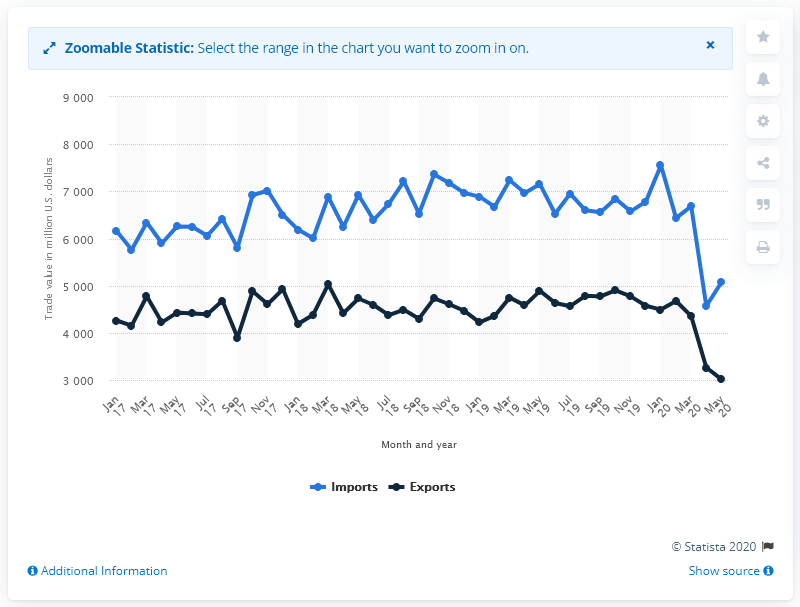 Zoomable Statistic: Select the range in the chart you want to zoom in on.
9 000
8 000
7 000
6 000
5 000
4 000
3 000
Trade value in million U.S. dollars
Jan 17
Mar 17
May 17
Jul 17
Sep 17
Nov 17
Jan 18
Mar 18
May 18
Jul 18
Sep 18
Nov 18
Jan 19
Mar 19
May 19
Jul 19
Sep 19
Nov 19
Jan 20
Mar 20
May 20
Month and year
Imports Exports
© Statista 2020
Additional Information Show source